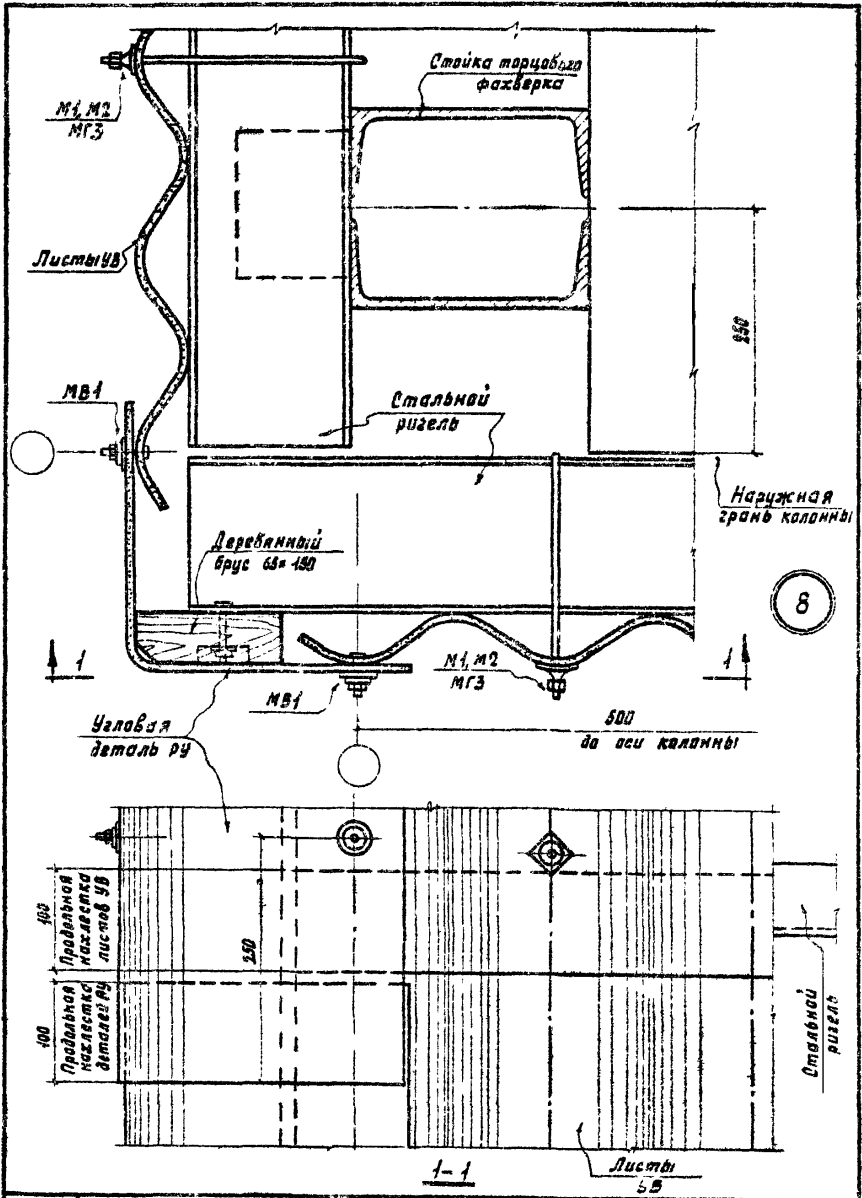 Стойка торцового
фахверка
М1, М2
МГ3
Листы УВ
250
МВ1
Стальной
ригель
Наружная
грань колонны
Деревянный
брус 65×150
8
1
1
М1, М2
МГ3
МВ1
Угловая
деталь РУ
500
до оси колонны
100
Продольная
нахлестка
листов УВ
250
100
Продольная
нахлестка
деталей РУ
Стальной
ригель
1-1
Листы